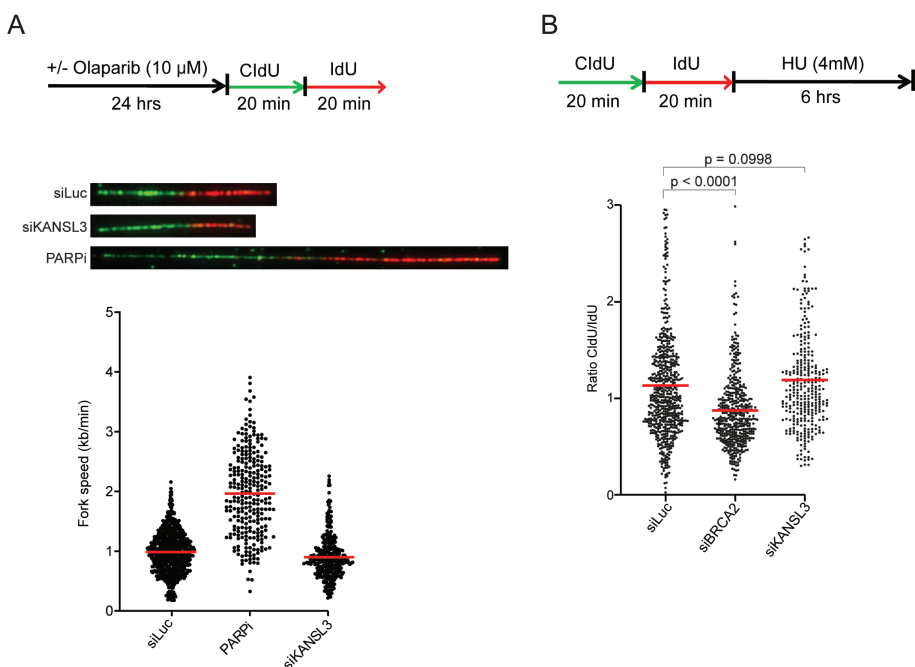 A
+/- Olaparib (10 µM)
CldU
IdU
24 hrs
20 min
20 min
siLuc
siKANSL3
PARPi
Fork speed (kb/min)
5
4
3
2
1
0
siLuc
PARPi
siKANSL3
B
CldU
IdU
HU (4mM)
20 min
20 min
6 hrs
p = 0.0998
p < 0.0001
Ratio CldU/IdU
3
2
1
0
siLuc
siBRCA2
siKANSL3